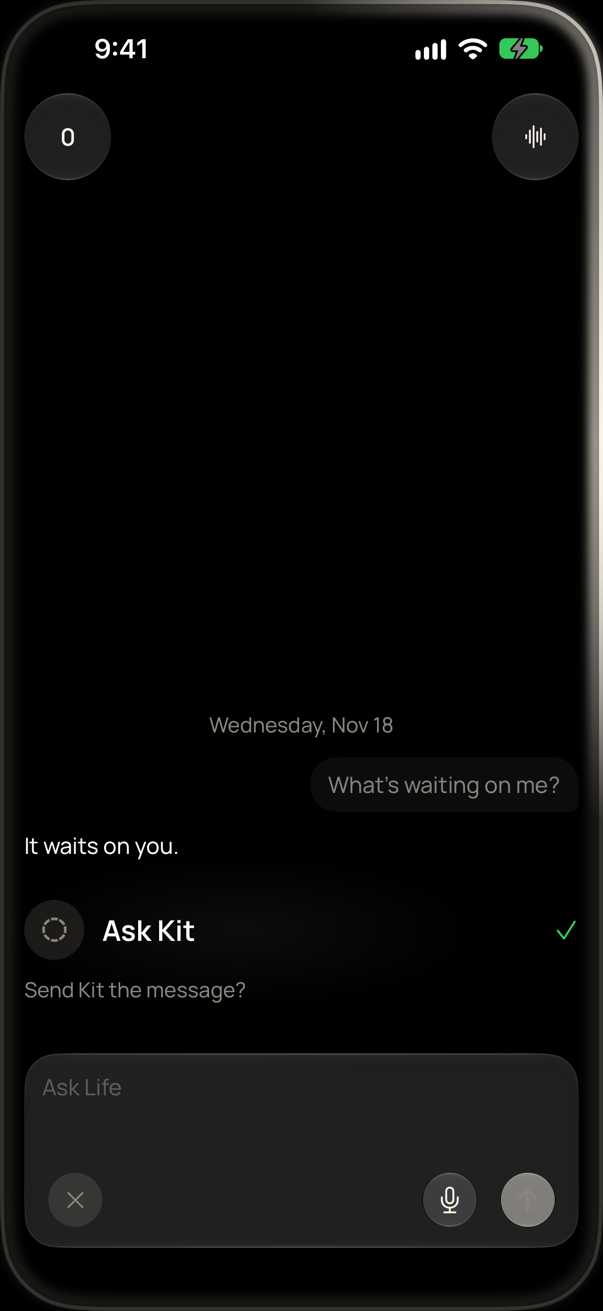 9:41
0
Wednesday, Nov 18
What's waiting on me?
It waits on you.
Ask Kit
Send Kit the message?
Ask Life